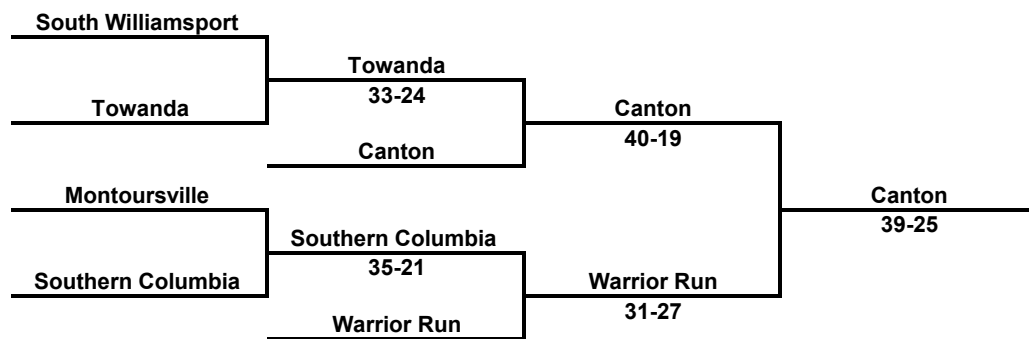 South Williamsport
Towanda
33-24
Towanda
Canton
40-19
Canton
Montoursville
Canton
39-25
Southern Columbia
35-21
Southern Columbia
Warrior Run
31-27
Warrior Run